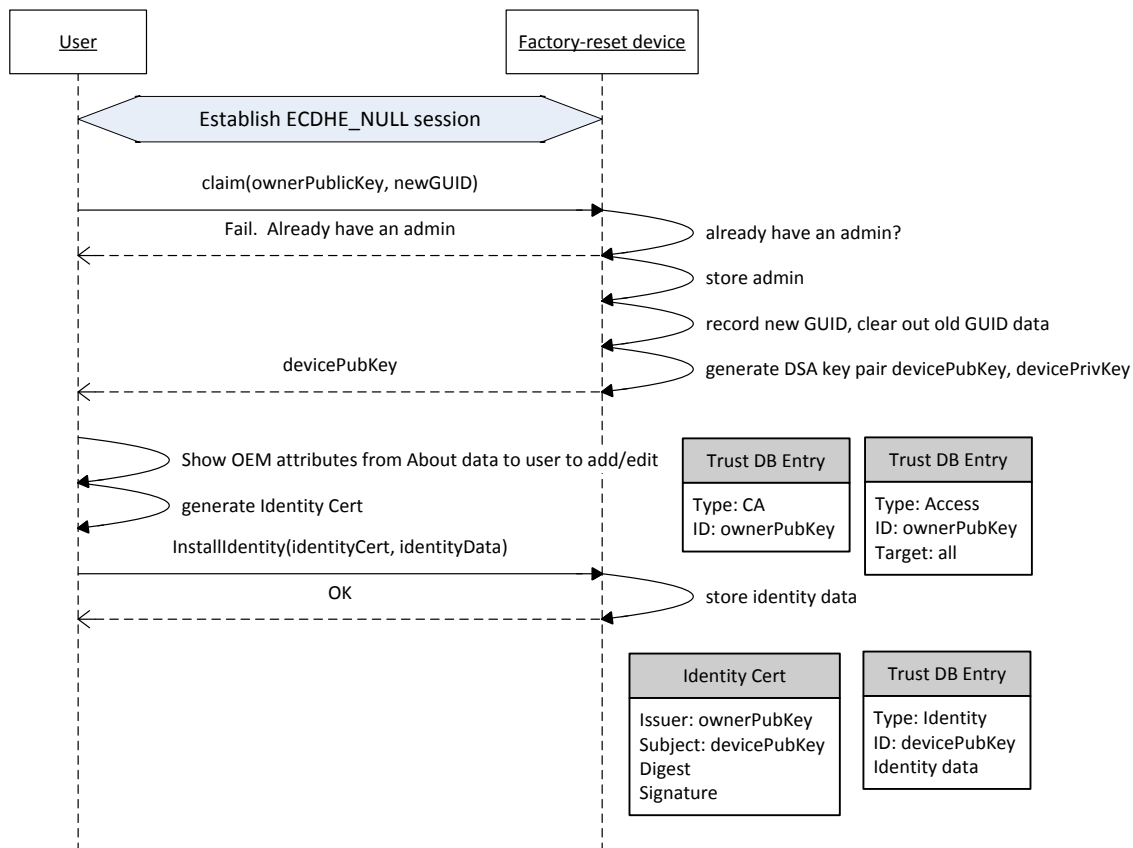 User
Factory-reset device
Establish ECDHE_NULL session
claim(ownerPublicKey, newGUID)
Fail.  Already have an admin
already have an admin?
store admin
record new GUID, clear out old GUID data
devicePubKey
generate DSA key pair devicePubKey, devicePrivKey
Show OEM attributes from About data to user to add/edit
generate Identity Cert
Trust DB Entry
Type: CA
ID: ownerPubKey
Trust DB Entry
Type: Access
ID: ownerPubKey
Target: all
InstallIdentity(identityCert, identityData)
OK
store identity data
Identity Cert
Issuer: ownerPubKey
Subject: devicePubKey
Digest
Signature
Trust DB Entry
Type: Identity
ID: devicePubKey
Identity data